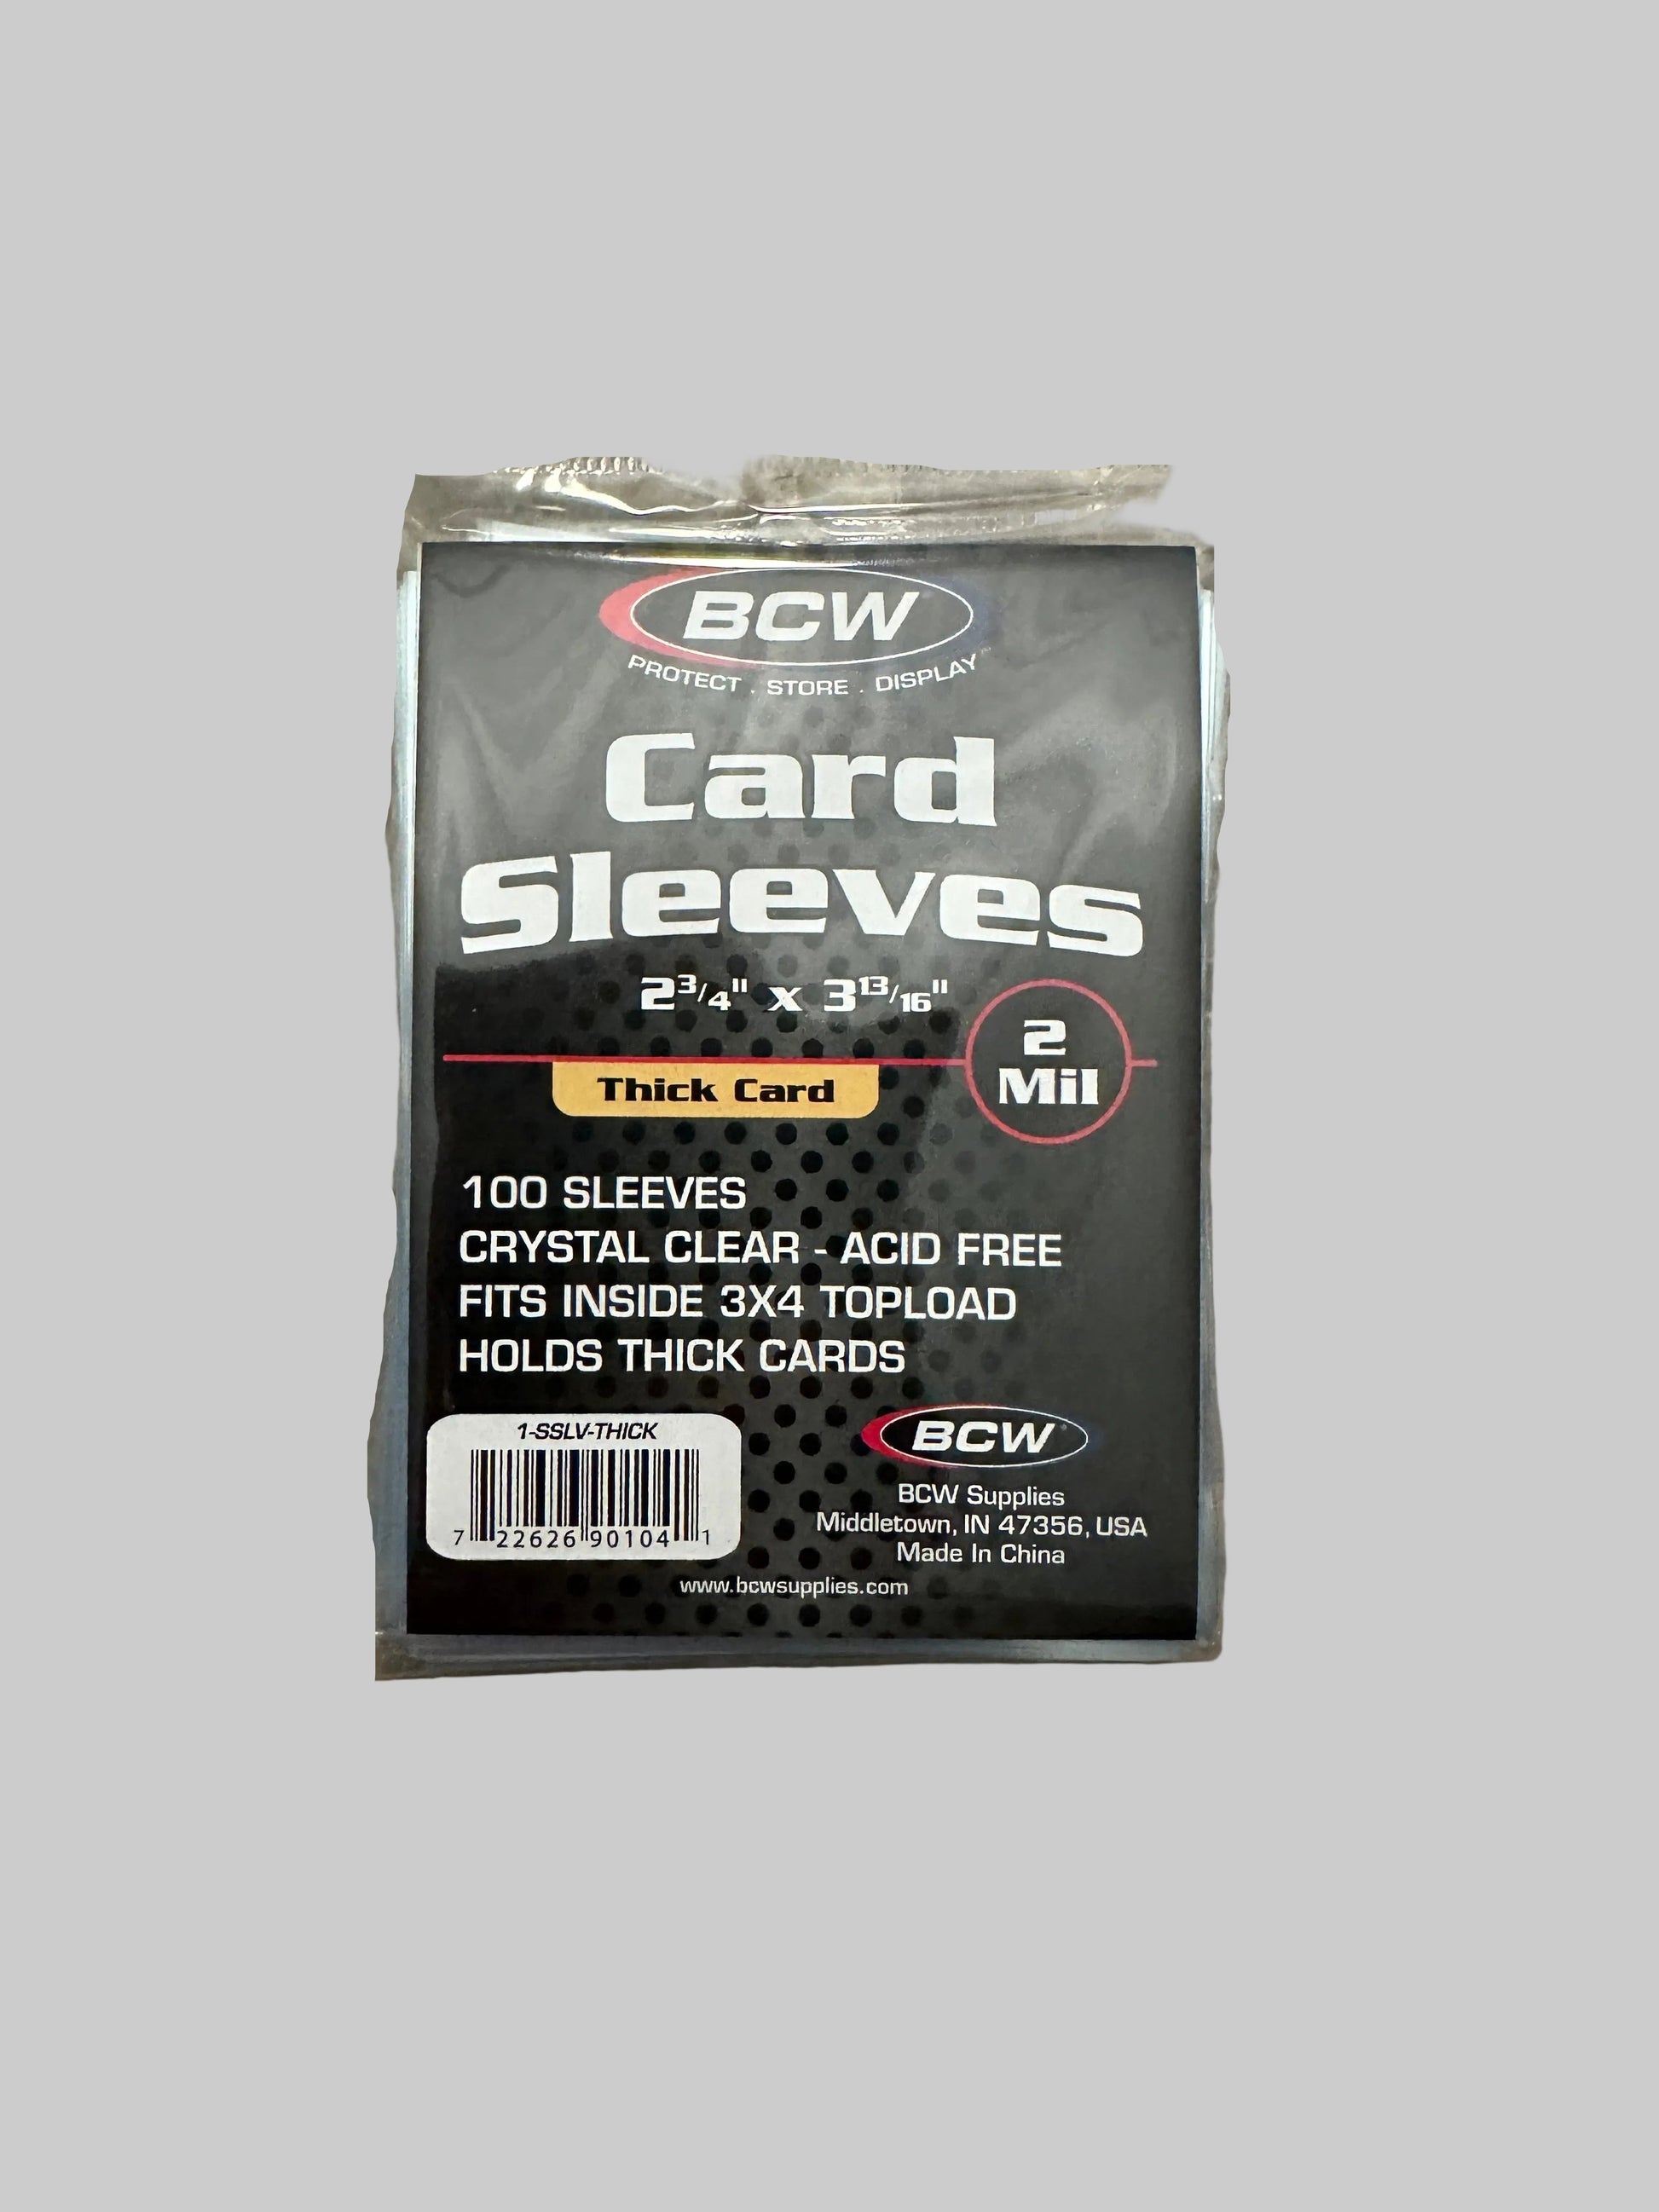 BCW
PROTECT . STORE . DISPLAY
Card
Sleeves
2 3/4" x 3 13/16"
2
Mil
Thick Card
100 SLEEVES
CRYSTAL CLEAR - ACID FREE
FITS INSIDE 3X4 TOPLOAD
HOLDS THICK CARDS
1-SSLV-THICK
7 22626 90104 1
BCW
BCW Supplies
Middletown, IN 47356, USA
Made In China
www.bcwsupplies.com